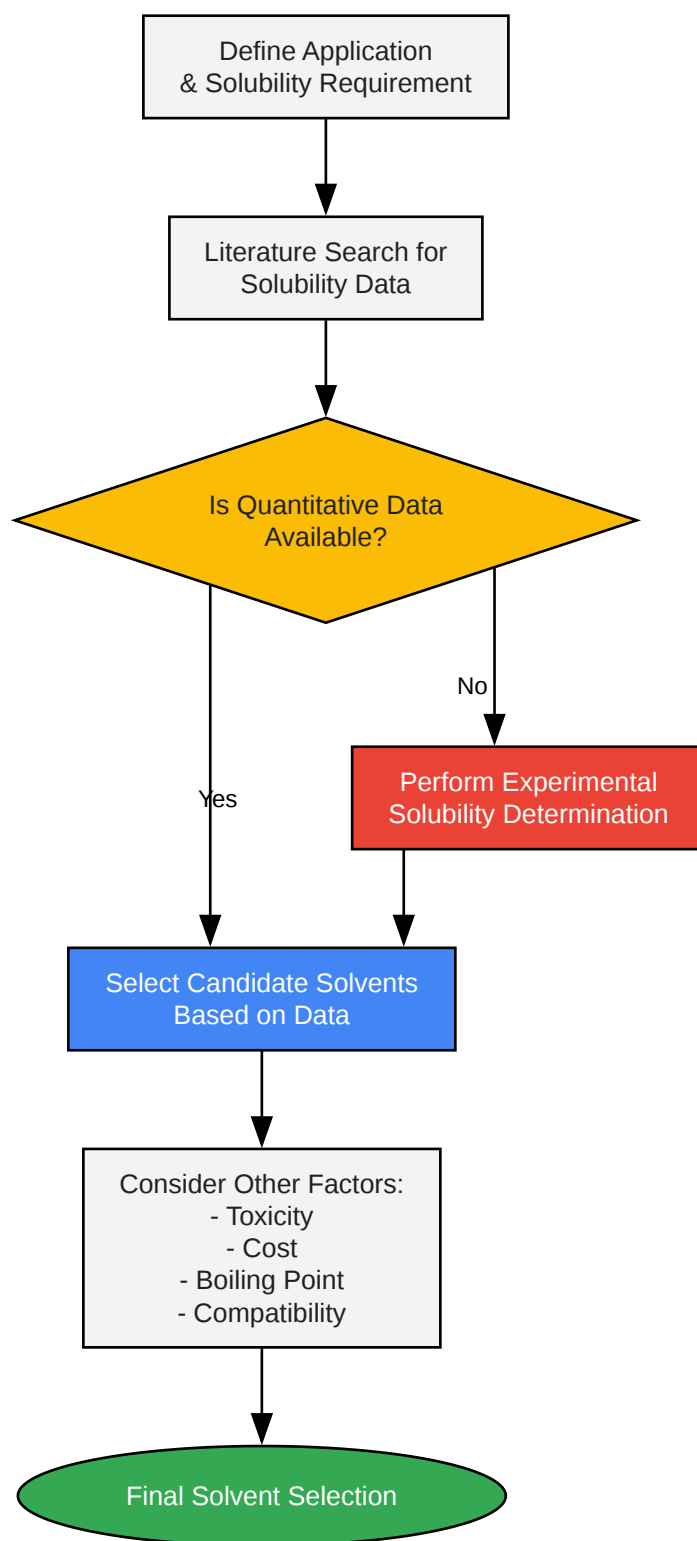 Define Application
& Solubility Requirement
Literature Search for
Solubility Data
Is Quantitative Data
Available?
No
Perform Experimental
Solubility Determination
Yes
Select Candidate Solvents
Based on Data
Consider Other Factors:
- Toxicity
- Cost
- Boiling Point
- Compatibility
Final Solvent Selection